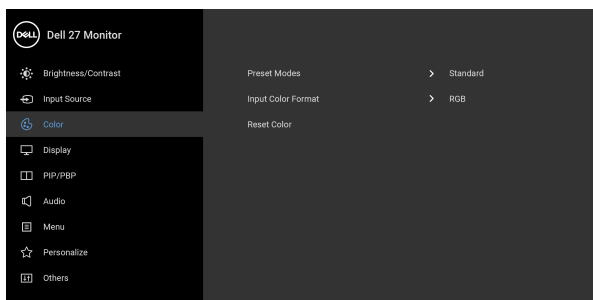 DELL Dell 27 Monitor
Brightness/Contrast
Preset Modes Standard
Input Source
Input Color Format RGB
Color
Reset Color
Display
PIP/PBP
Audio
Menu
Personalize
Others